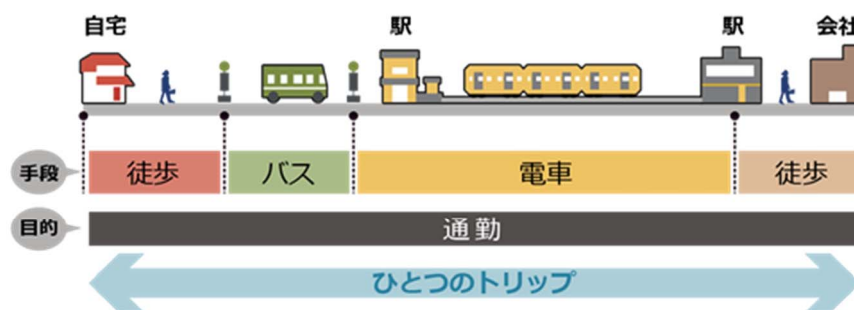 自宅 駅 駅 会社
手段 徒歩 バス 電車 徒歩
目的 通勤
ひとつのトリップ